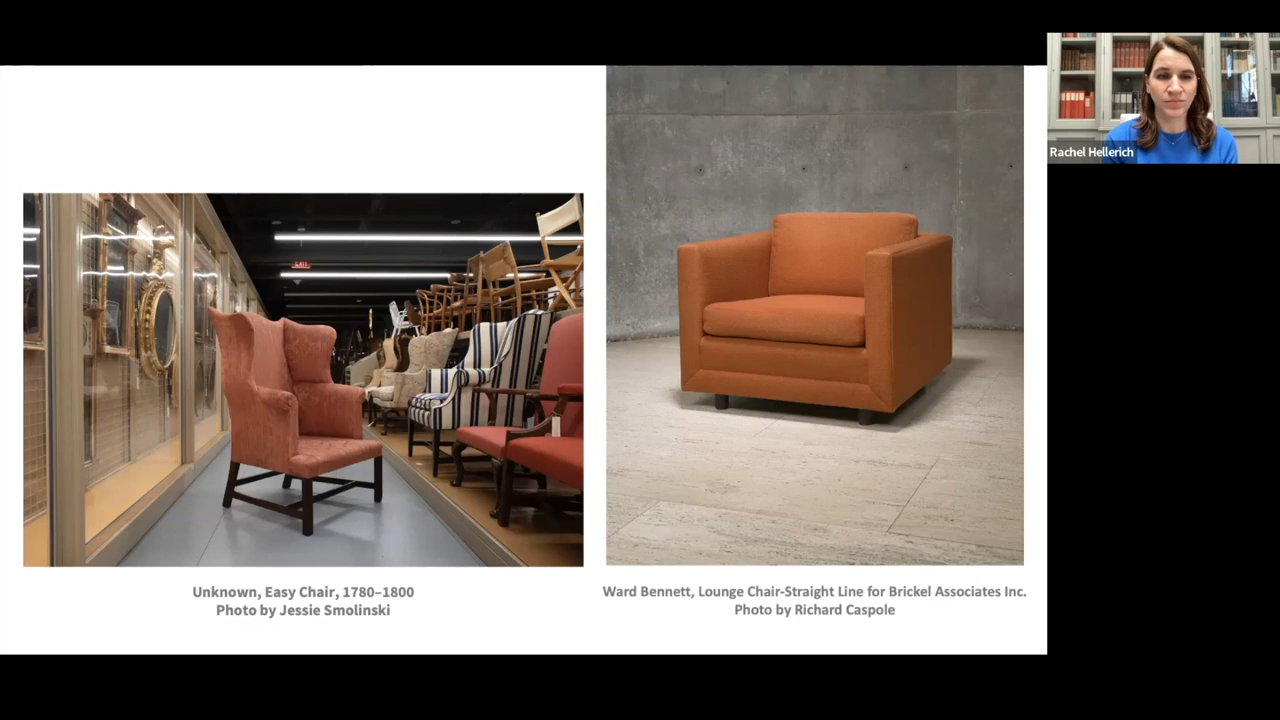 Rachel Hellerich
EXIT
Unknown, Easy Chair, 1780–1800
Photo by Jessie Smolinski
Ward Bennett, Lounge Chair-Straight Line for Brickel Associates Inc.
Photo by Richard Caspole